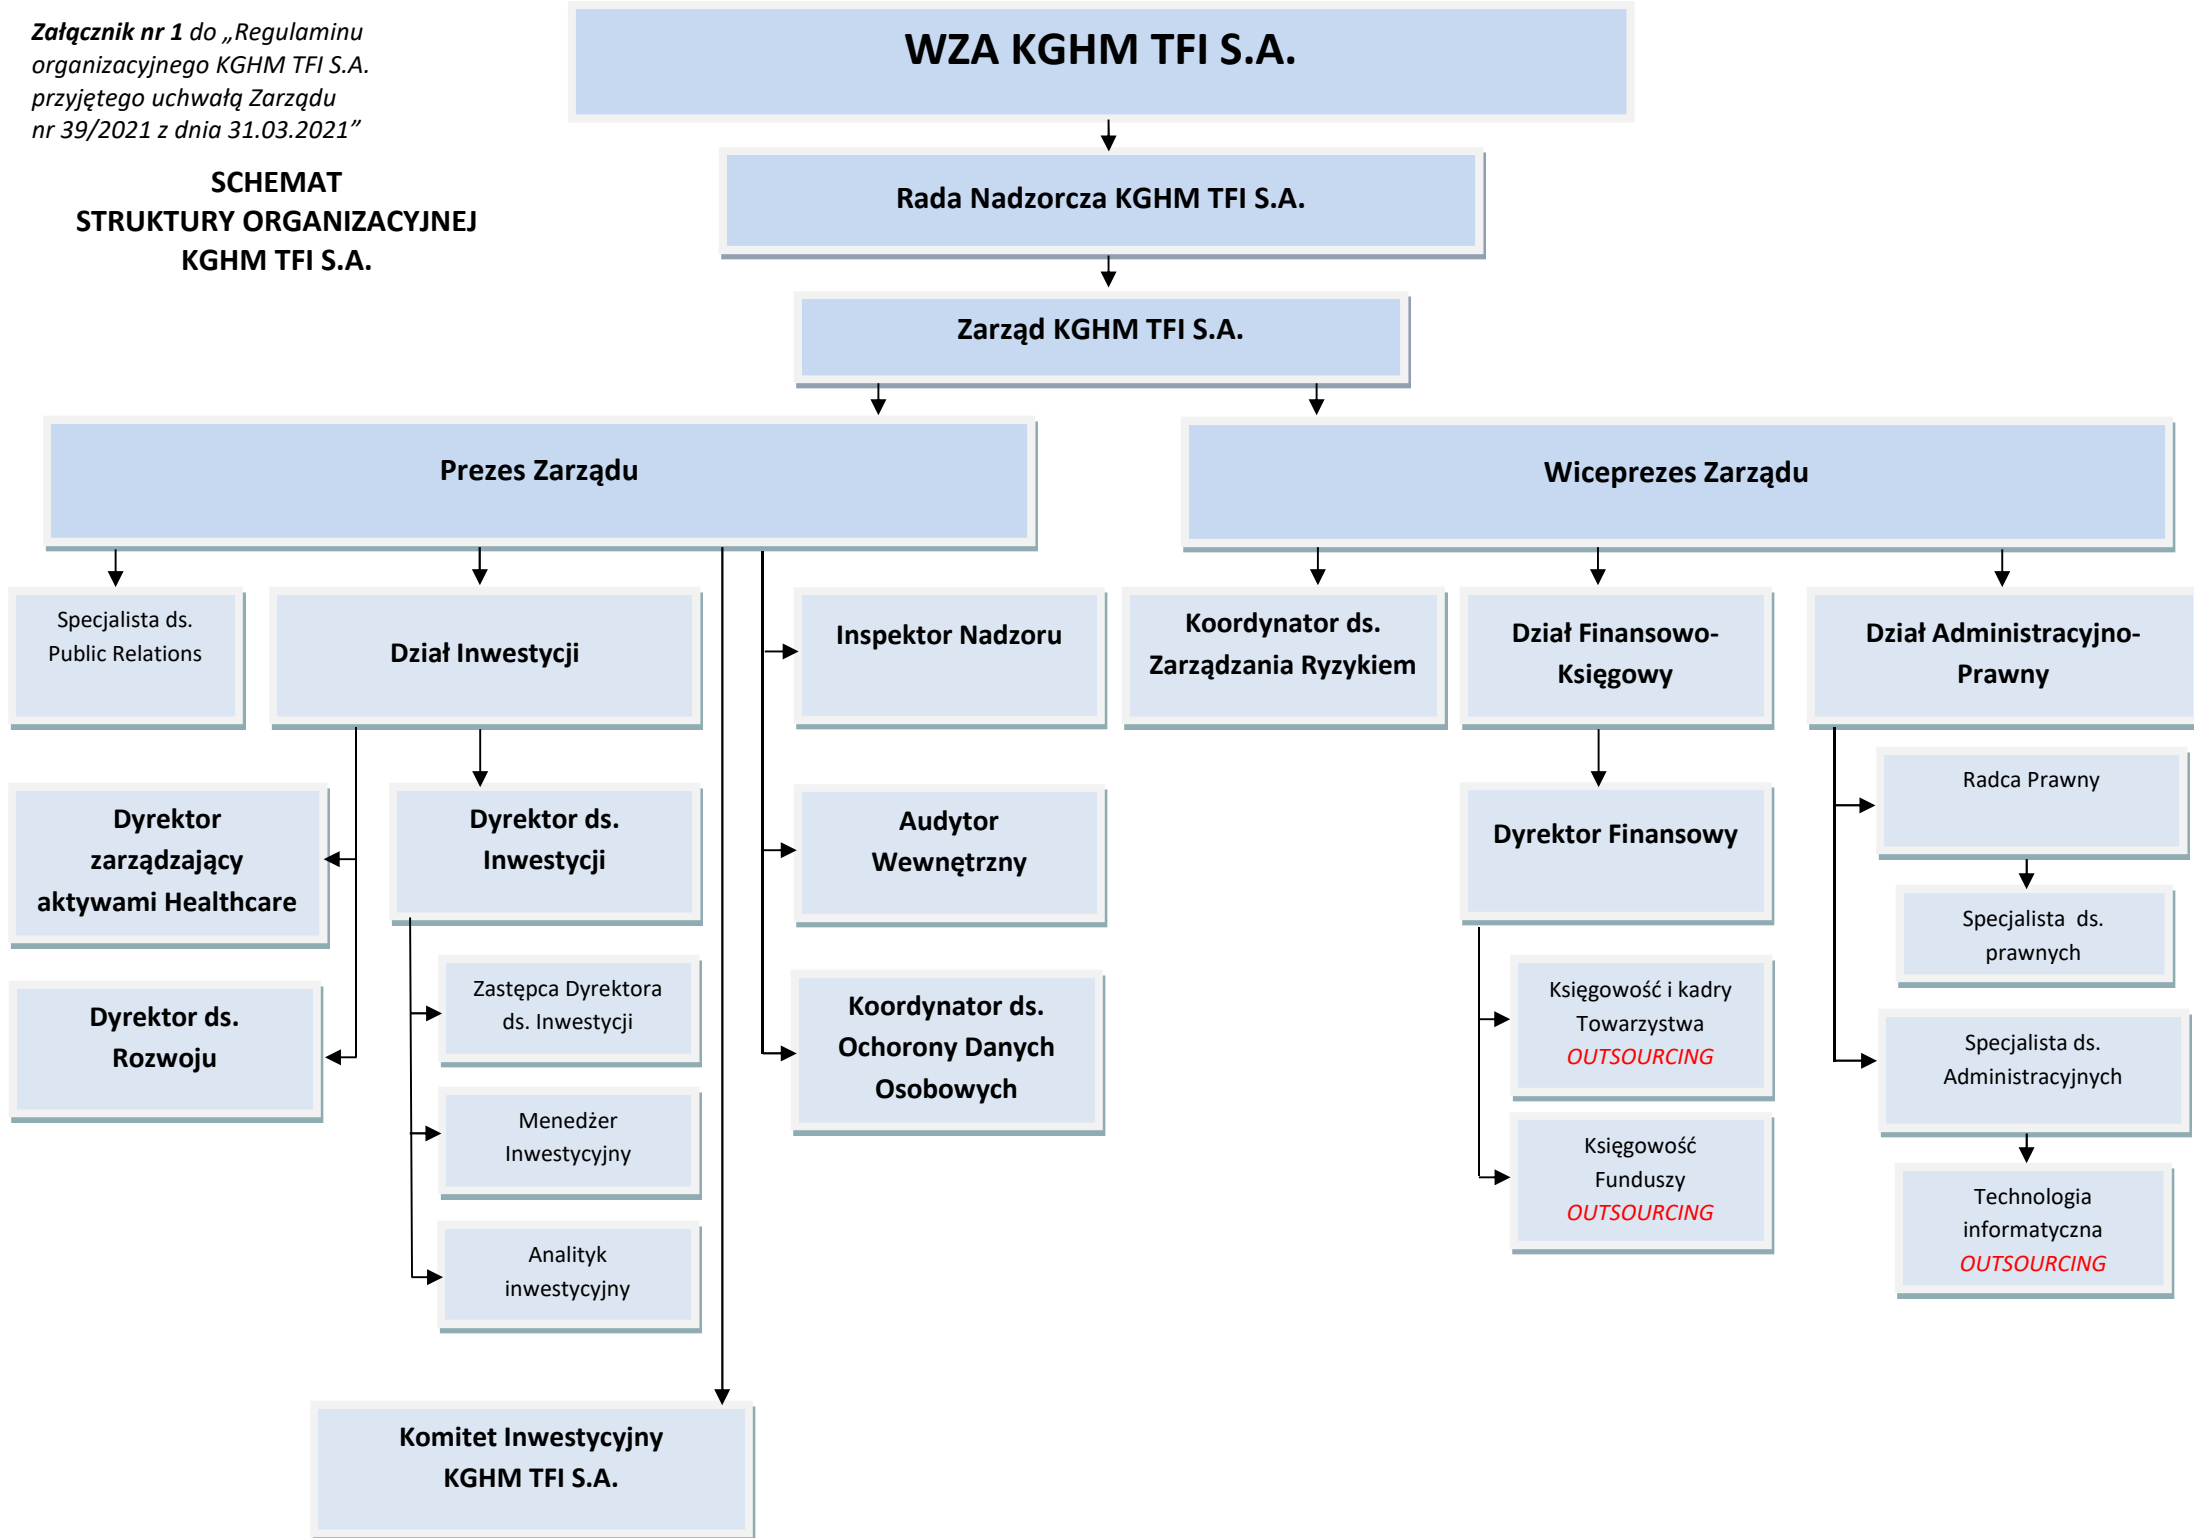 Załącznik nr 1 do „Regulaminu
organizacyjnego KGHM TFI S.A.
przyjętego uchwałą Zarządu
nr 39/2021 z dnia 31.03.2021”
SCHEMAT
STRUKTURY ORGANIZACYJNEJ
KGHM TFI S.A.
WZA KGHM TFI S.A.
Rada Nadzorcza KGHM TFI S.A.
Zarząd KGHM TFI S.A.
Prezes Zarządu
Wiceprezes Zarządu
Specjalista ds.
Public Relations
Dział Inwestycji
Inspektor Nadzoru
Koordynator ds.
Zarządzania Ryzykiem
Dział Finansowo-
Księgowy
Dział Administracyjno-
Prawny
Dyrektor
zarządzający
aktywami Healthcare
Dyrektor ds.
Inwestycji
Audytor
Wewnętrzny
Dyrektor Finansowy
Radca Prawny
Specjalista  ds.
prawnych
Dyrektor ds.
Rozwoju
Zastępca Dyrektora
ds. Inwestycji
Koordynator ds.
Ochorony Danych
Osobowych
Księgowość i kadry
Towarzystwa
OUTSOURCING
Specjalista ds.
Administracyjnych
Menedżer
Inwestycyjny
Księgowość
Funduszy
OUTSOURCING
Technologia
informatyczna
OUTSOURCING
Analityk
inwestycyjny
Komitet Inwestycyjny
KGHM TFI S.A.